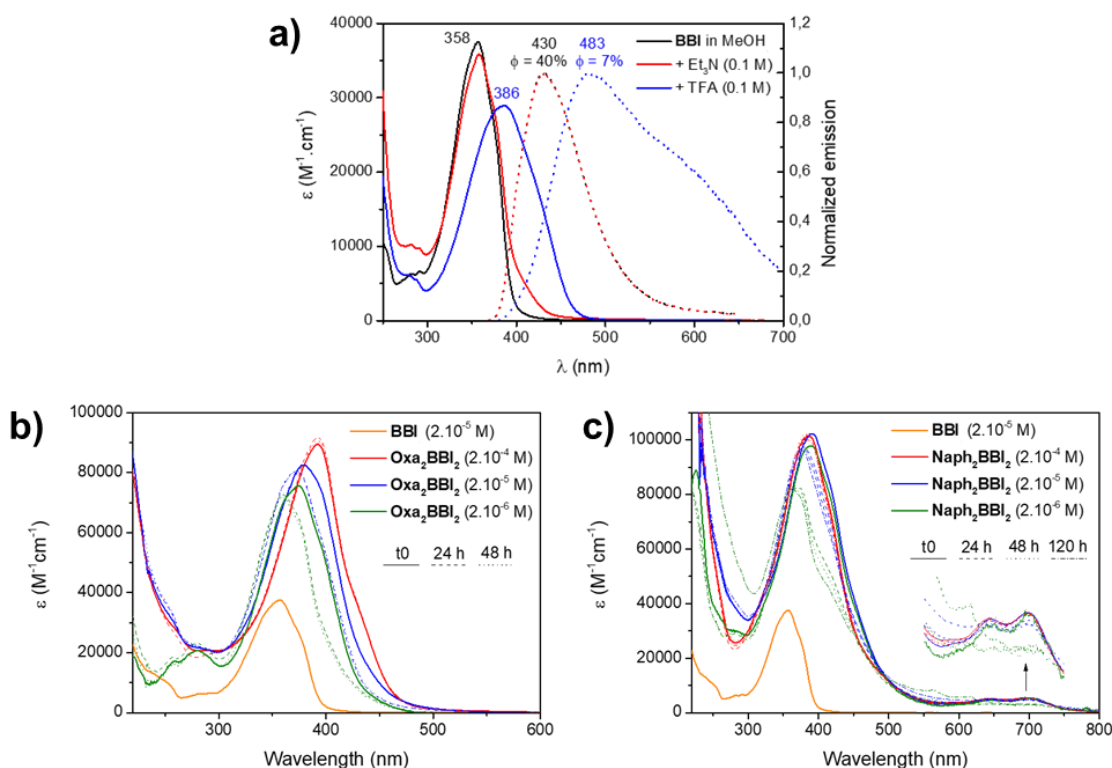 a)
40000
30000
20000
10000
0
ε (M⁻¹.cm⁻¹)
358
386
430
ϕ = 40%
483
ϕ = 7%
BBI in MeOH
+ Et₃N (0.1 M)
+ TFA (0.1 M)
1,2
1,0
0,8
0,6
0,4
0,2
0,0
Normalized emission
300 400 500 600 700
λ (nm)
b)
100000
80000
60000
40000
20000
0
ε (M⁻¹cm⁻¹)
BBI (2.10⁻⁵ M)
Oxa₂BBI₂ (2.10⁻⁴ M)
Oxa₂BBI₂ (2.10⁻⁵ M)
Oxa₂BBI₂ (2.10⁻⁶ M)
t0 24 h 48 h
300 400 500 600
Wavelength (nm)
c)
100000
80000
60000
40000
20000
0
ε (M⁻¹cm⁻¹)
BBI (2.10⁻⁵ M)
Naph₂BBI₂ (2.10⁻⁴ M)
Naph₂BBI₂ (2.10⁻⁵ M)
Naph₂BBI₂ (2.10⁻⁶ M)
t0 24 h 48 h 120 h
300 400 500 600 700 800
Wavelength (nm)